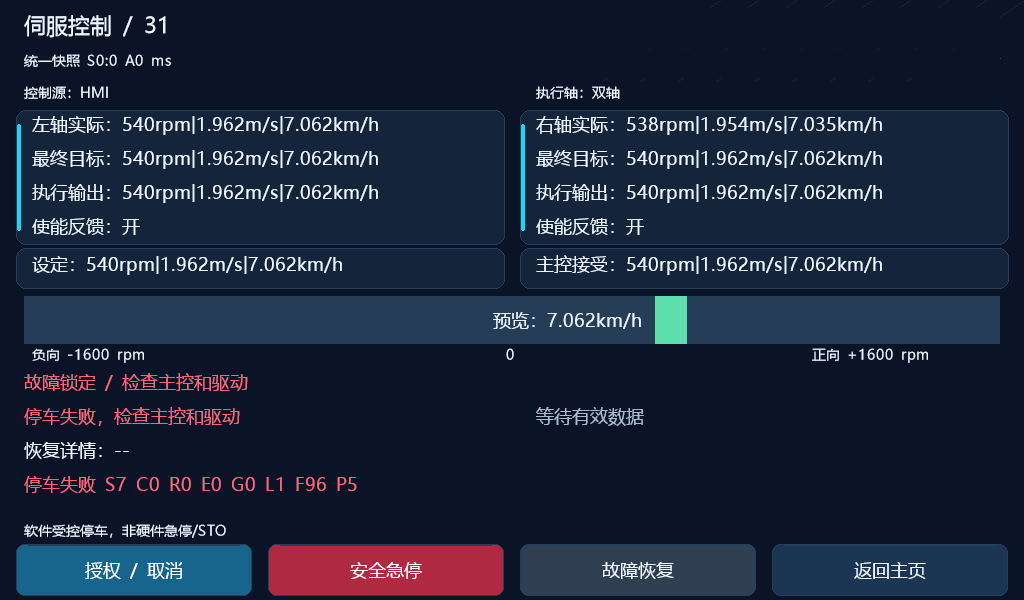 伺服控制 / 31
统一快照 S0:0 A0 ms
控制源: HMI
执行轴: 双轴
左轴实际: 540rpm|1.962m/s|7.062km/h
最终目标: 540rpm|1.962m/s|7.062km/h
执行输出: 540rpm|1.962m/s|7.062km/h
使能反馈: 开
右轴实际: 538rpm|1.954m/s|7.035km/h
最终目标: 540rpm|1.962m/s|7.062km/h
执行输出: 540rpm|1.962m/s|7.062km/h
使能反馈: 开
设定: 540rpm|1.962m/s|7.062km/h
主控接受: 540rpm|1.962m/s|7.062km/h
预览: 7.062km/h
负向 -1600 rpm
0
正向 +1600 rpm
故障锁定 / 检查主控和驱动
停车失败, 检查主控和驱动
等待有效数据
恢复详情: --
停车失败 S7 C0 R0 E0 G0 L1 F96 P5
软件受控停车, 非硬件急停/STO
授权 / 取消
安全急停
故障恢复
返回主页